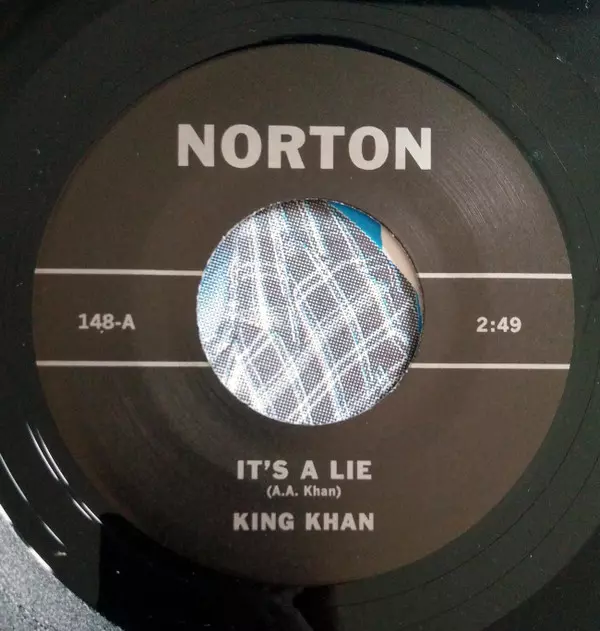 NORTON
148-A
2:49
IT'S A LIE
(A.A. Khan)
KING KHAN